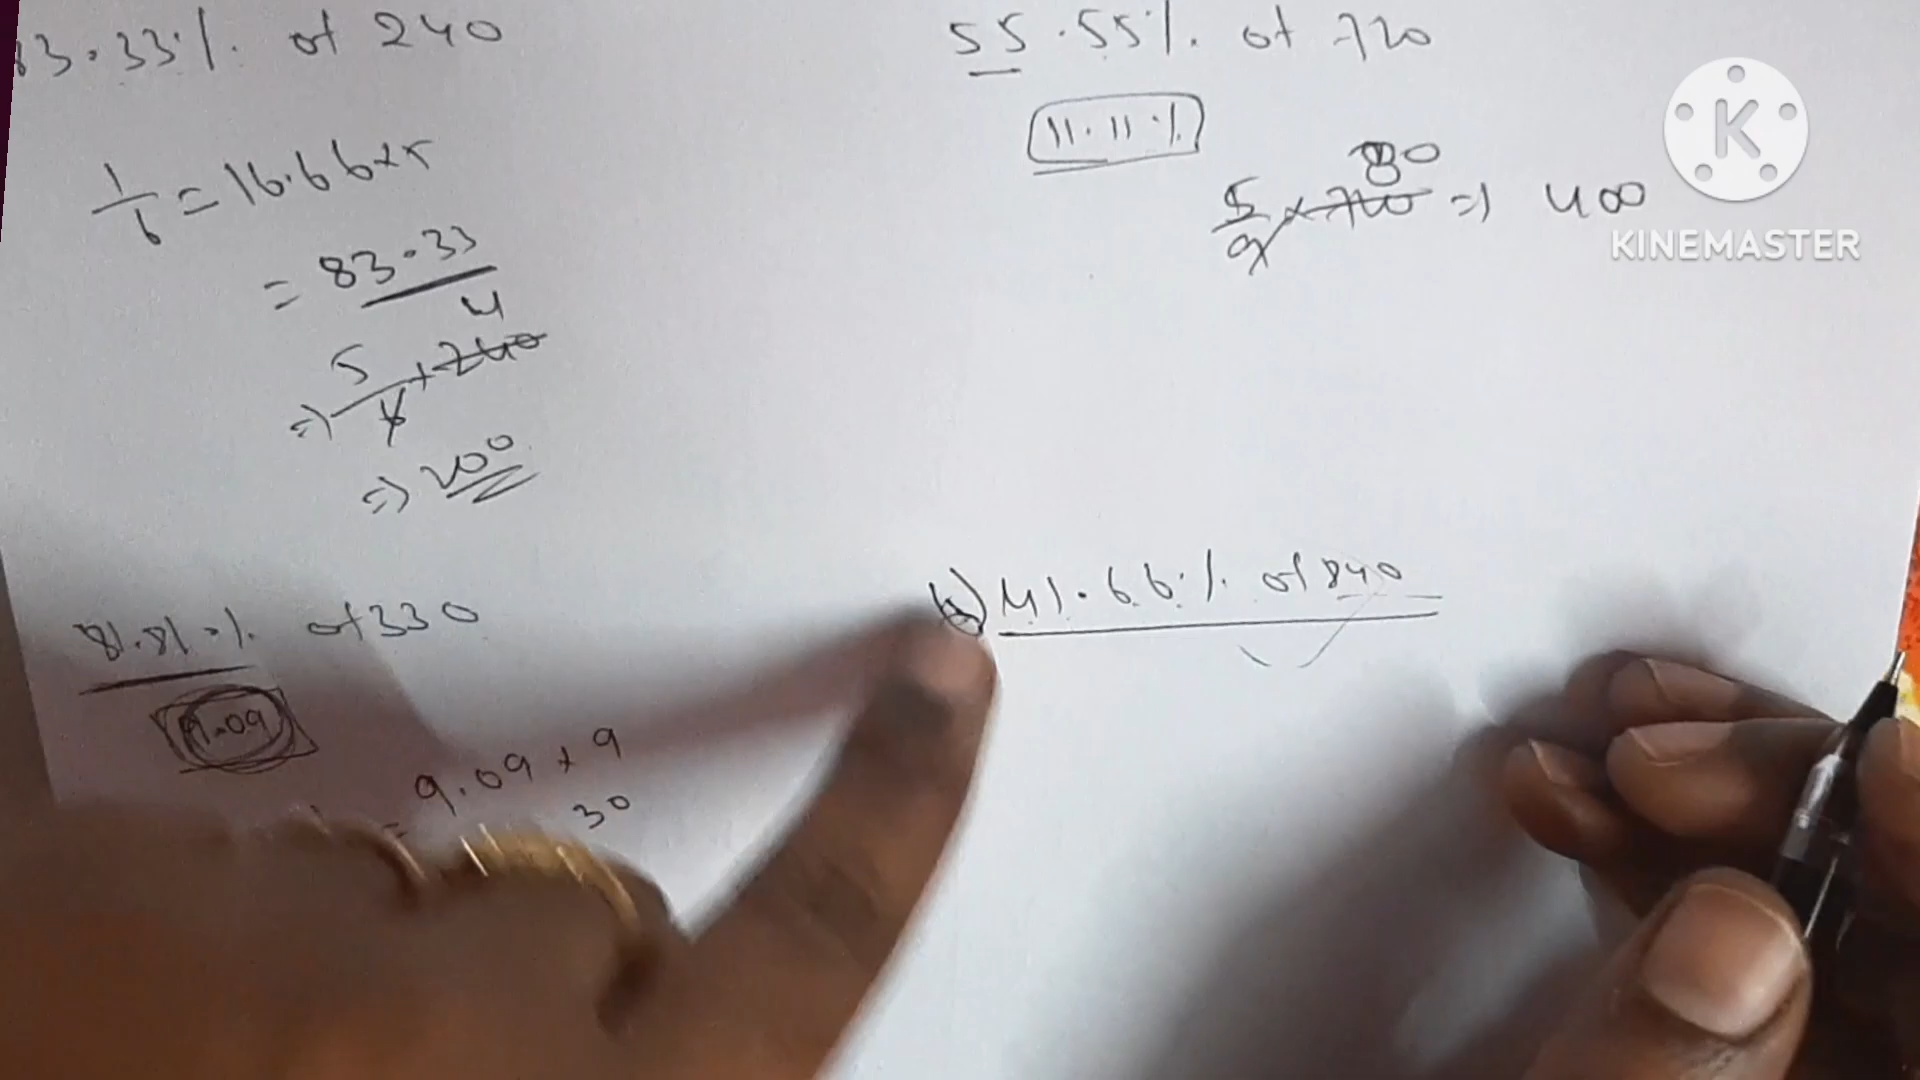 83.33% of 240
1/6 = 16.66×5
= 83.33
4
=> 5/6 × 240
=> 200
55.55% of 720
11.11%
80
5/9 × 720 => 400
K
KINEMASTER
81.81% of 330
9.09
= 9.09 × 9
30
Q) 41.66% of 840